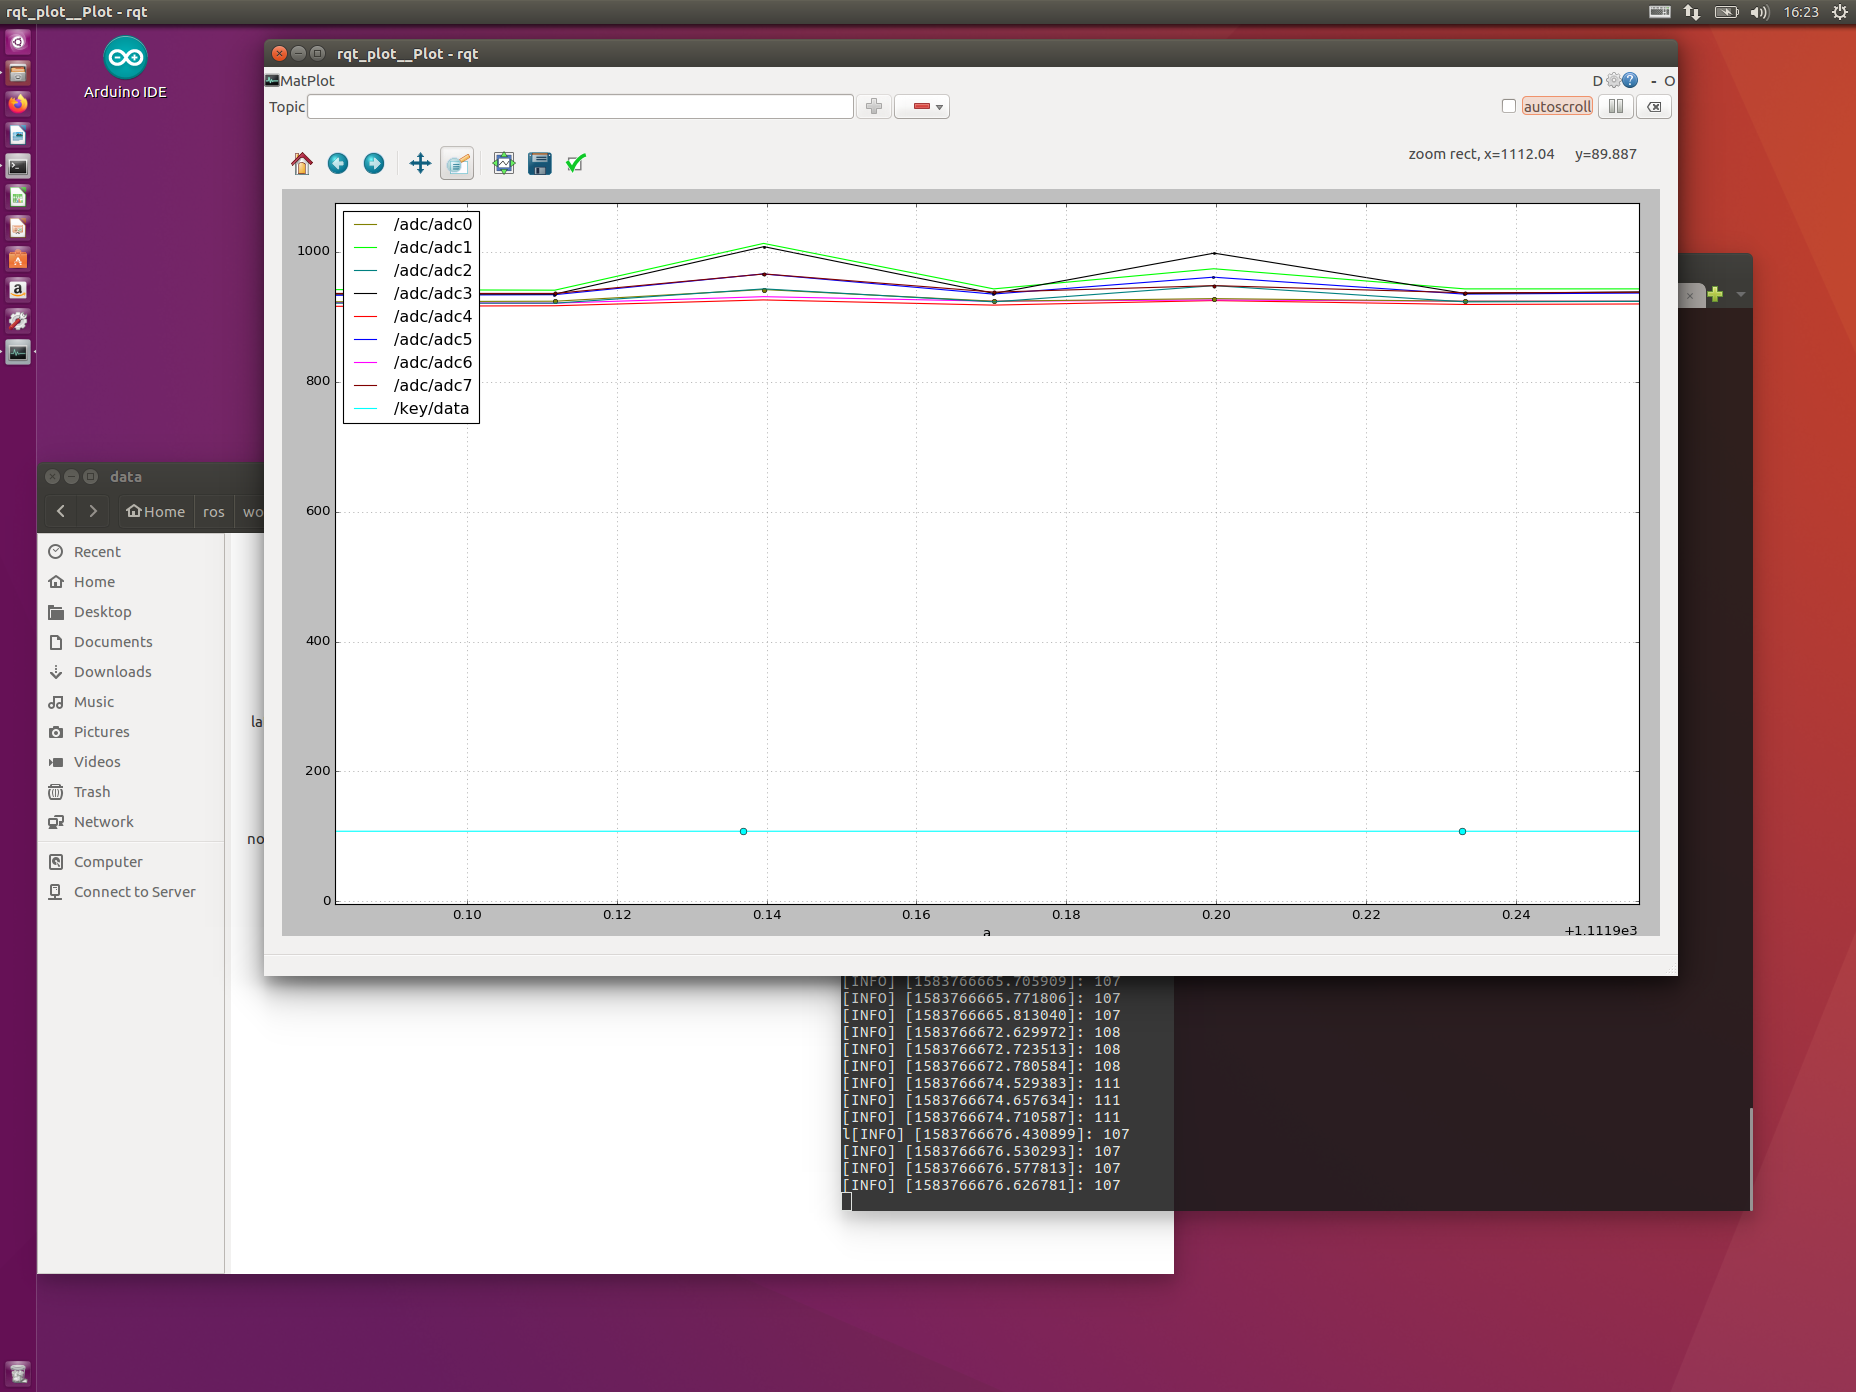 rqt_plot__Plot - rqt
16:23
Arduino IDE
rqt_plot__Plot - rqt
MatPlot
D
- O
Topic
autoscroll
zoom rect, x=1112.04 y=89.887
/adc/adc0
/adc/adc1
/adc/adc2
/adc/adc3
/adc/adc4
/adc/adc5
/adc/adc6
/adc/adc7
/key/data
1000
800
600
400
200
0
0.10 0.12 0.14 0.16 0.18 0.20 0.22 0.24
+1.1119e3
data
Home ros wo
Recent
Home
Desktop
Documents
Downloads
Music
Pictures
Videos
Trash
Network
Computer
Connect to Server
la
no
[INFO] [1583766665.705909]: 107
[INFO] [1583766665.771806]: 107
[INFO] [1583766665.813040]: 107
[INFO] [1583766672.629972]: 108
[INFO] [1583766672.723513]: 108
[INFO] [1583766672.780584]: 108
[INFO] [1583766674.529383]: 111
[INFO] [1583766674.657634]: 111
[INFO] [1583766674.710587]: 111
l[INFO] [1583766676.430899]: 107
[INFO] [1583766676.530293]: 107
[INFO] [1583766676.577813]: 107
[INFO] [1583766676.626781]: 107